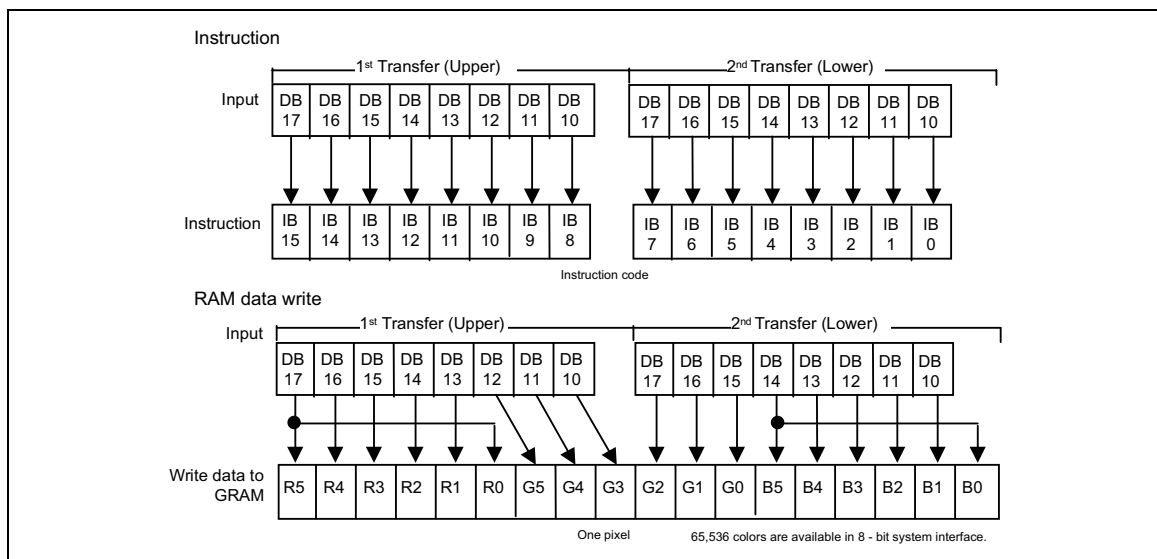 Instruction
1st Transfer (Upper) 2nd Transfer (Lower)
Input DB 17 DB 16 DB 15 DB 14 DB 13 DB 12 DB 11 DB 10 DB 17 DB 16 DB 15 DB 14 DB 13 DB 12 DB 11 DB 10
Instruction IB 15 IB 14 IB 13 IB 12 IB 11 IB 10 IB 9 IB 8 IB 7 IB 6 IB 5 IB 4 IB 3 IB 2 IB 1 IB 0
Instruction code
RAM data write
1st Transfer (Upper) 2nd Transfer (Lower)
Input DB 17 DB 16 DB 15 DB 14 DB 13 DB 12 DB 11 DB 10 DB 17 DB 16 DB 15 DB 14 DB 13 DB 12 DB 11 DB 10
Write data to GRAM R5 R4 R3 R2 R1 R0 G5 G4 G3 G2 G1 G0 B5 B4 B3 B2 B1 B0
One pixel 65,536 colors are available in 8 - bit system interface.